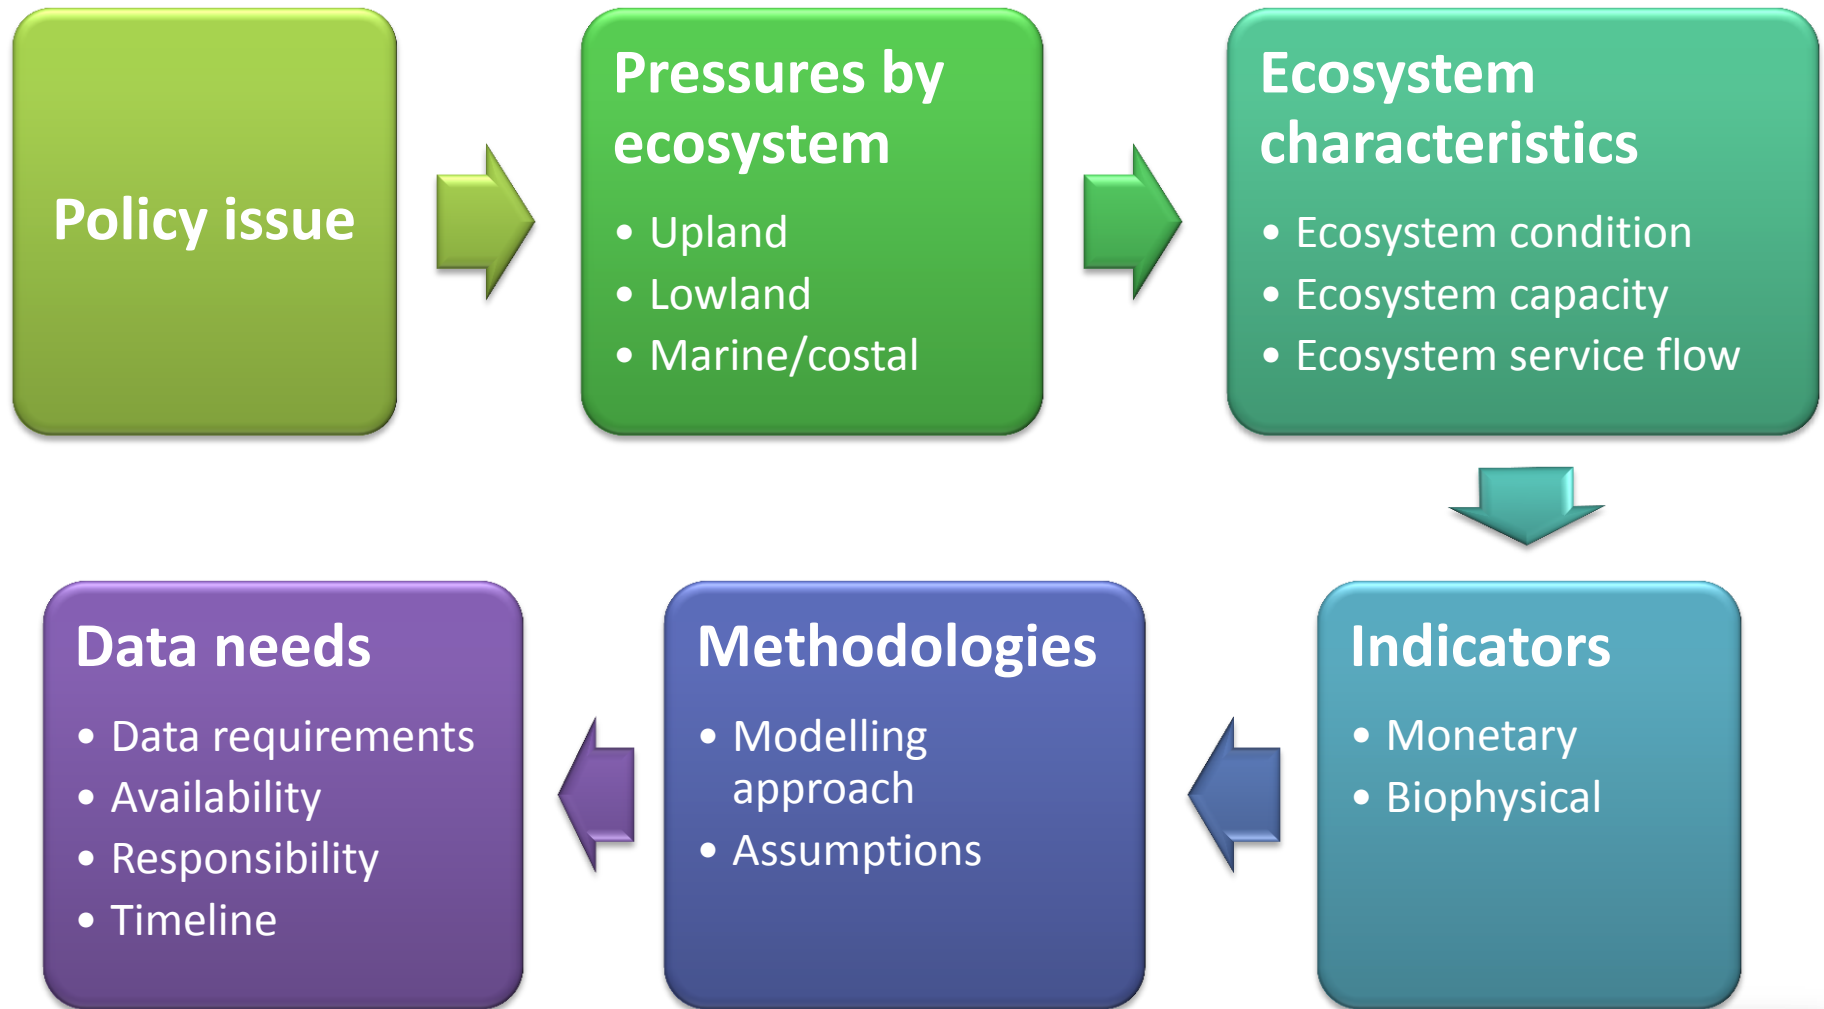 Policy issue
Pressures by
ecosystem
• Upland
• Lowland
• Marine/costal
Ecosystem
characteristics
• Ecosystem condition
• Ecosystem capacity
• Ecosystem service flow
Indicators
• Monetary
• Biophysical
Methodologies
• Modelling
approach
• Assumptions
Data needs
• Data requirements
• Availability
• Responsibility
• Timeline